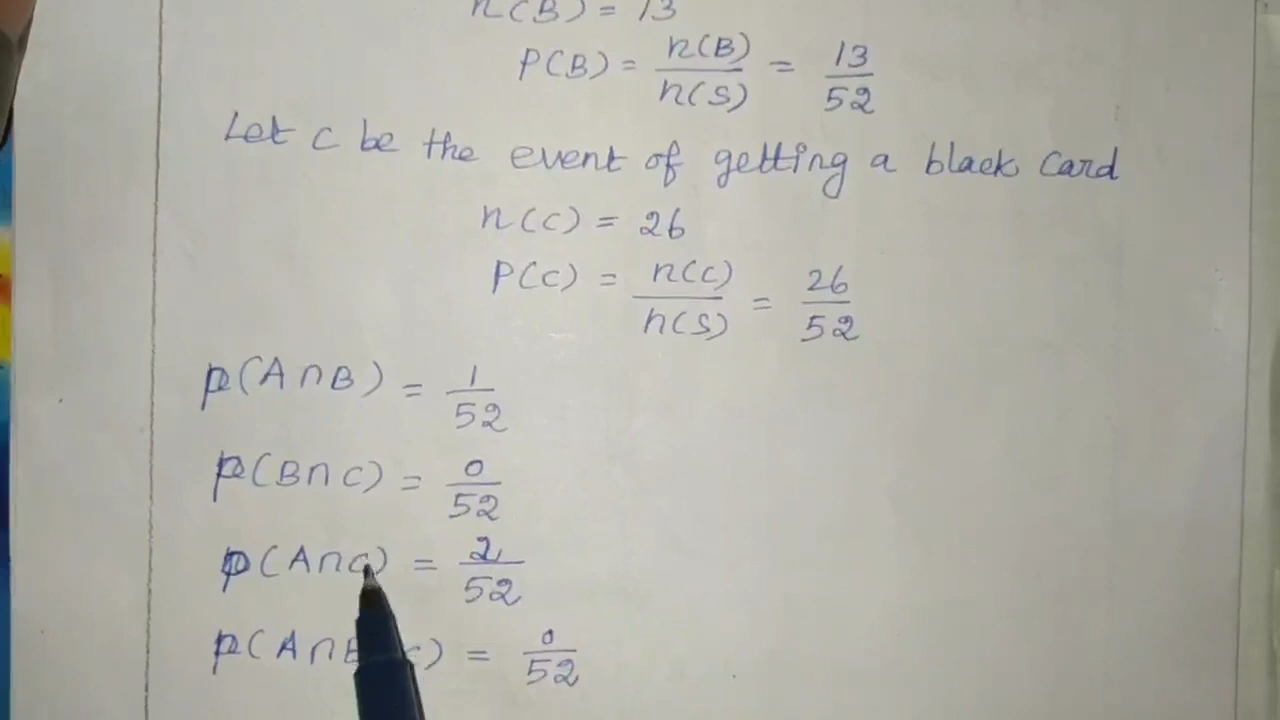 n(B) = 13
P(B) = n(B)/n(S) = 13/52
Let C be the event of getting a black card
n(C) = 26
P(C) = n(C)/n(S) = 26/52
P(A∩B) = 1/52
P(B∩C) = 0/52
P(A∩C) = 2/52
P(A∩B C) = 0/52